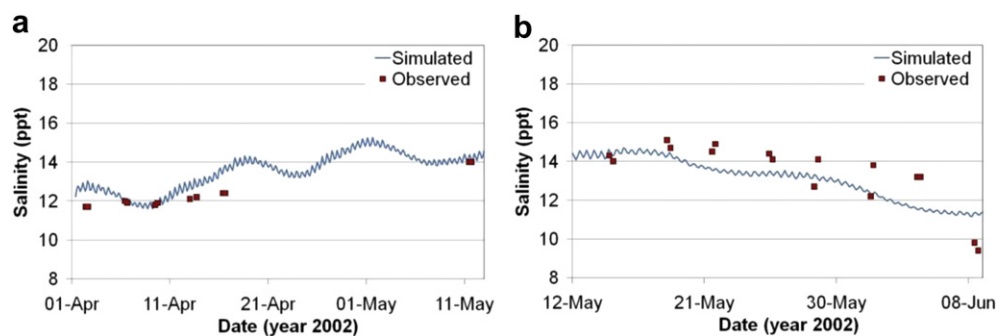 a
20
18
16
14
12
10
8
Salinity (ppt)
Simulated
Observed
01-Apr 11-Apr 21-Apr 01-May 11-May
Date (year 2002)
b
20
18
16
14
12
10
8
Salinity (ppt)
Simulated
Observed
12-May 21-May 30-May 08-Jun
Date (year 2002)